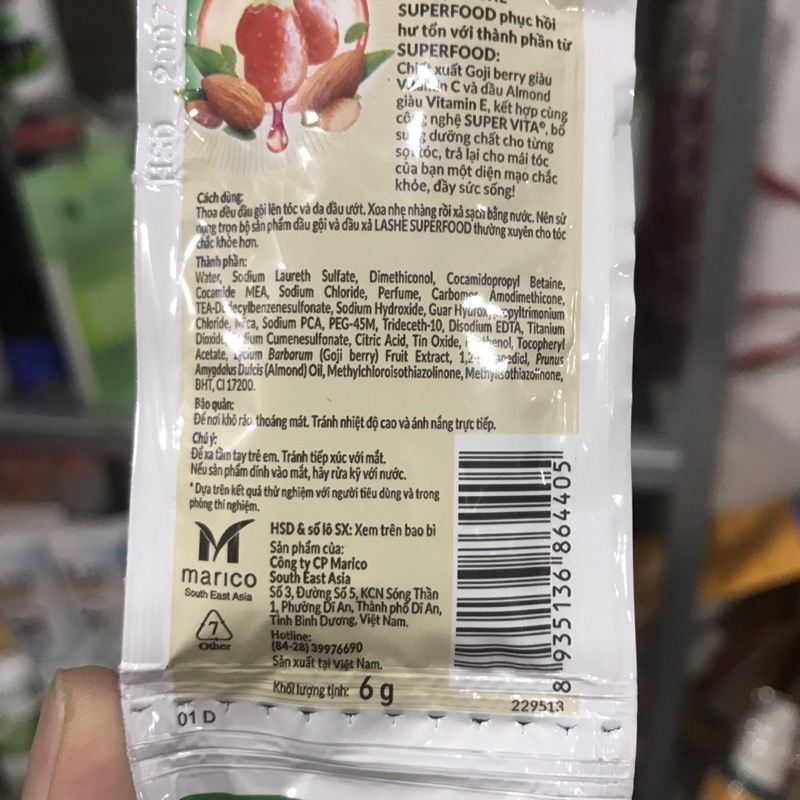 SUPERFOOD phục hồi
hư tổn với thành phần từ
SUPERFOOD:
xuất Goji berry giàu
C và dầu Almond
giàu Vitamin E, kết hợp cùng
nghệ SUPER VITA®, bổ
dưỡng chất cho từng
tóc, trả lại cho mái tóc
của bạn một diện mạo chắc
khỏe, đầy sức sống!
HSD 2007
Cách dùng:
Thoa đều dầu gội lên tóc và da đầu ướt. Xoa nhẹ nhàng rồi xả sạch bằng nước. Nên sử
dụng trọn bộ sản phẩm dầu gội và dầu xả LASHE SUPERFOOD thường xuyên cho tóc
chắc khỏe hơn.
Thành phần:
Water, Sodium Laureth Sulfate, Dimethiconol, Cocamidopropyl Betaine,
Cocamide MEA, Sodium Chloride, Perfume, Carbomer, Amodimethicone,
Sodium Hydroxide, Guar
Chloride, Mica, Sodium PCA, PEG-45M, Trideceth-10, Disodium EDTA, Titanium
Cumenesulfonate, Citric Acid, Tin Oxide, Tocopheryl
Acetate, Barbarum (Goji berry) Fruit Extract, Prunus
Amygdalus Dulcis (Almond) Oil, Methylchloroisothiazolinone, Methylisothiazolinone,
BHT, CI 17200.
Bảo quản:
Để nơi khô ráo, thoáng mát. Tránh nhiệt độ cao và ánh nắng trực tiếp.
Chú ý:
Để xa tầm tay trẻ em. Tránh tiếp xúc với mắt.
Nếu sản phẩm dính vào mắt, hãy rửa kỹ với nước.
*Dựa trên kết quả thử nghiệm với người tiêu dùng và trong
phòng thí nghiệm.
marico
South East Asia
7
Other
HSD & số lô SX: Xem trên bao bì
Sản phẩm của:
Công ty CP Marico
South East Asia
Số 3, Đường Số 5, KCN Sóng Thần
1, Phường Dĩ An, Thành phố Dĩ An,
Tỉnh Bình Dương, Việt Nam.
Hotline:
(84-28) 39976690
Sản xuất tại Việt Nam.
Khối lượng tịnh: 6 g
8 935136 864405
229513
01 D